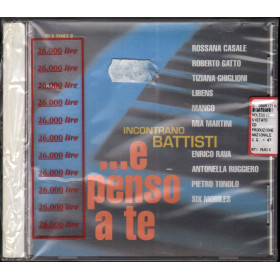 26.000 lire
26.000 lire
26.000 lire
26.000 lire
26.000 lire
26.000 lire
26.000 lire
26.000 lire
26.000 lire
26.000 lire
ROSSANA CASALE
ROBERTO GATTO
TIZIANA GHIGLIONI
LIBENS
MANGO
MIA MARTINI
INCONTRANO
BATTISTI
ENRICO RAVA
ANTONELLA RUGGIERO
PIETRO TONOLO
SIX MOBILES
...e
penso
a te